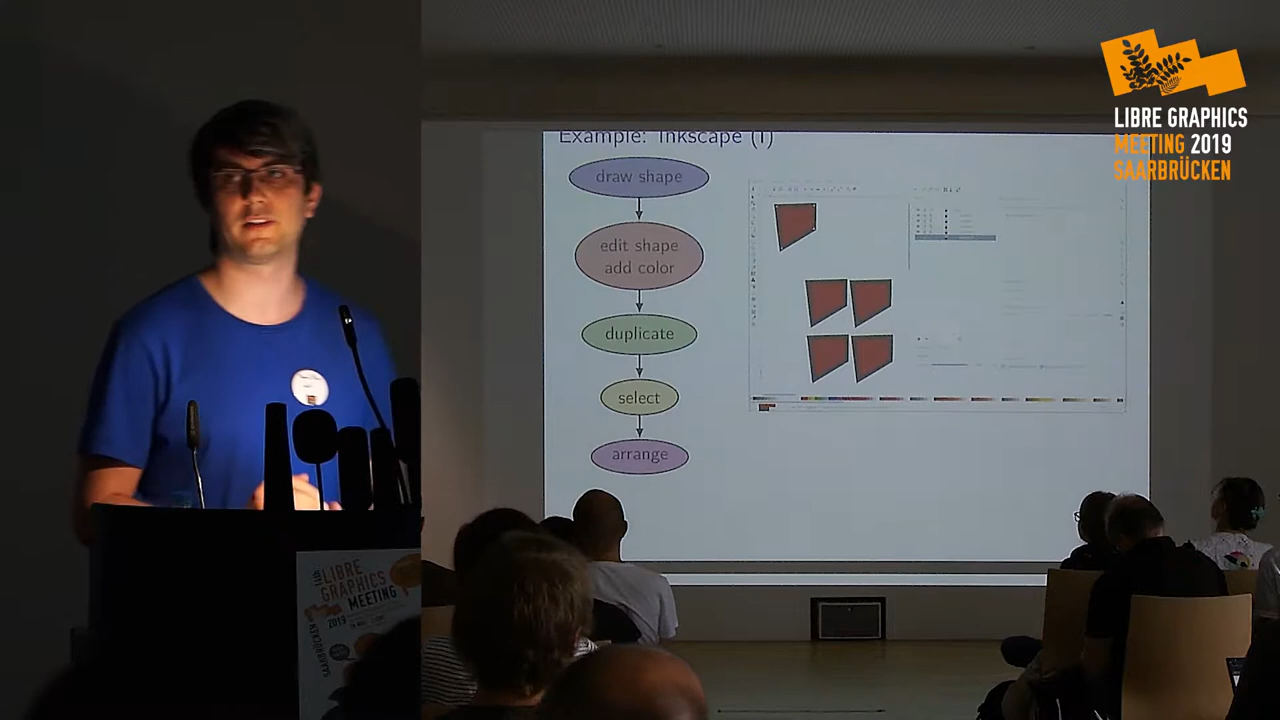 LIBRE GRAPHICS
MEETING 2019
SAARBRÜCKEN
Example: Inkscape (I)
draw shape
edit shape
add color
duplicate
select
arrange
LIBRE
GRAPHICS
MEETING
2019
SAARBRÜCKEN